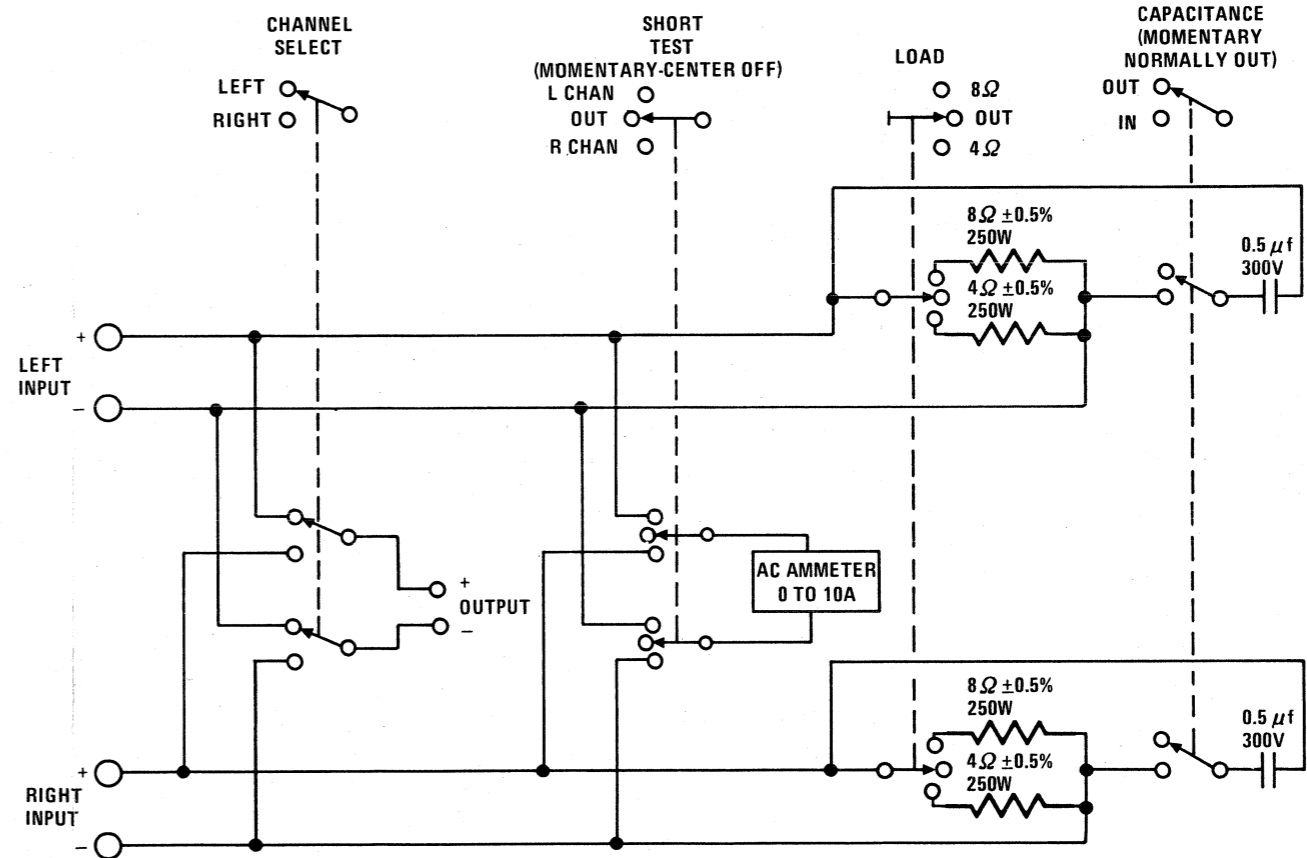 CHANNEL
SELECT
LEFT
RIGHT
SHORT
TEST
(MOMENTARY-CENTER OFF)
L CHAN
OUT
R CHAN
LOAD
8Ω
OUT
4Ω
CAPACITANCE
(MOMENTARY
NORMALLY OUT)
OUT
IN
8Ω ±0.5%
250W
4Ω ±0.5%
250W
0.5 μf
300V
+
LEFT
INPUT
−
+
OUTPUT
−
AC AMMETER
0 TO 10A
8Ω ±0.5%
250W
4Ω ±0.5%
250W
0.5 μf
300V
+
RIGHT
INPUT
−